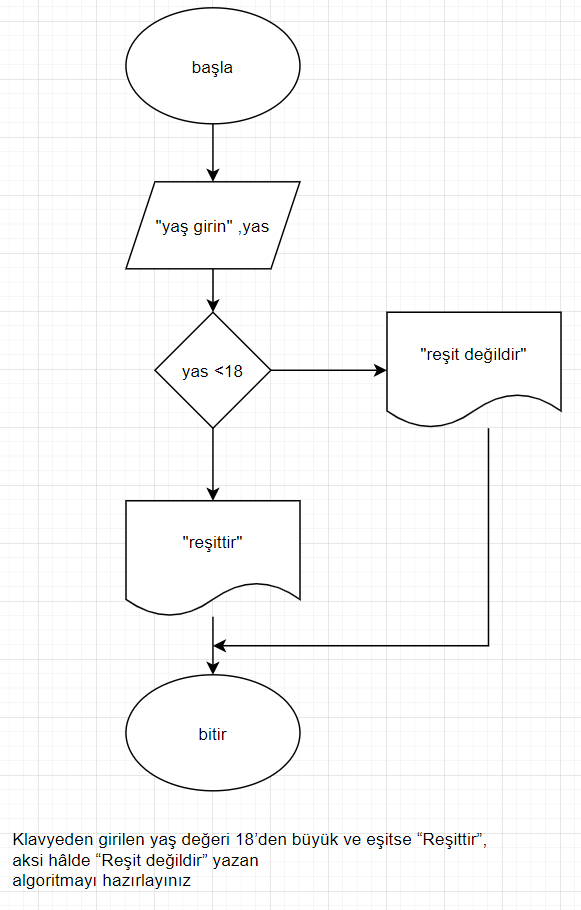 başla
"yaş girin" ,yas
yas <18
"reşit değildir"
"reşittir"
bitir
Klavyeden girilen yaş değeri 18’den büyük ve eşitse “Reşittir”,
aksi hâlde “Reşit değildir” yazan
algoritmayı hazırlayınız